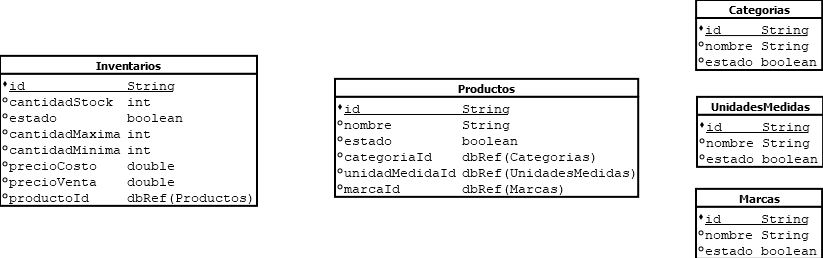 Inventarios
id String
cantidadStock int
estado boolean
cantidadMaxima int
cantidadMinima int
precioCosto double
precioVenta double
productoId dbRef(Productos)
Productos
id String
nombre String
estado boolean
categoriaId dbRef(Categorias)
unidadMedidaId dbRef(UnidadesMedidas)
marcaId dbRef(Marcas)
Categorias
id String
nombre String
estado boolean
UnidadesMedidas
id String
nombre String
estado boolean
Marcas
id String
nombre String
estado boolean